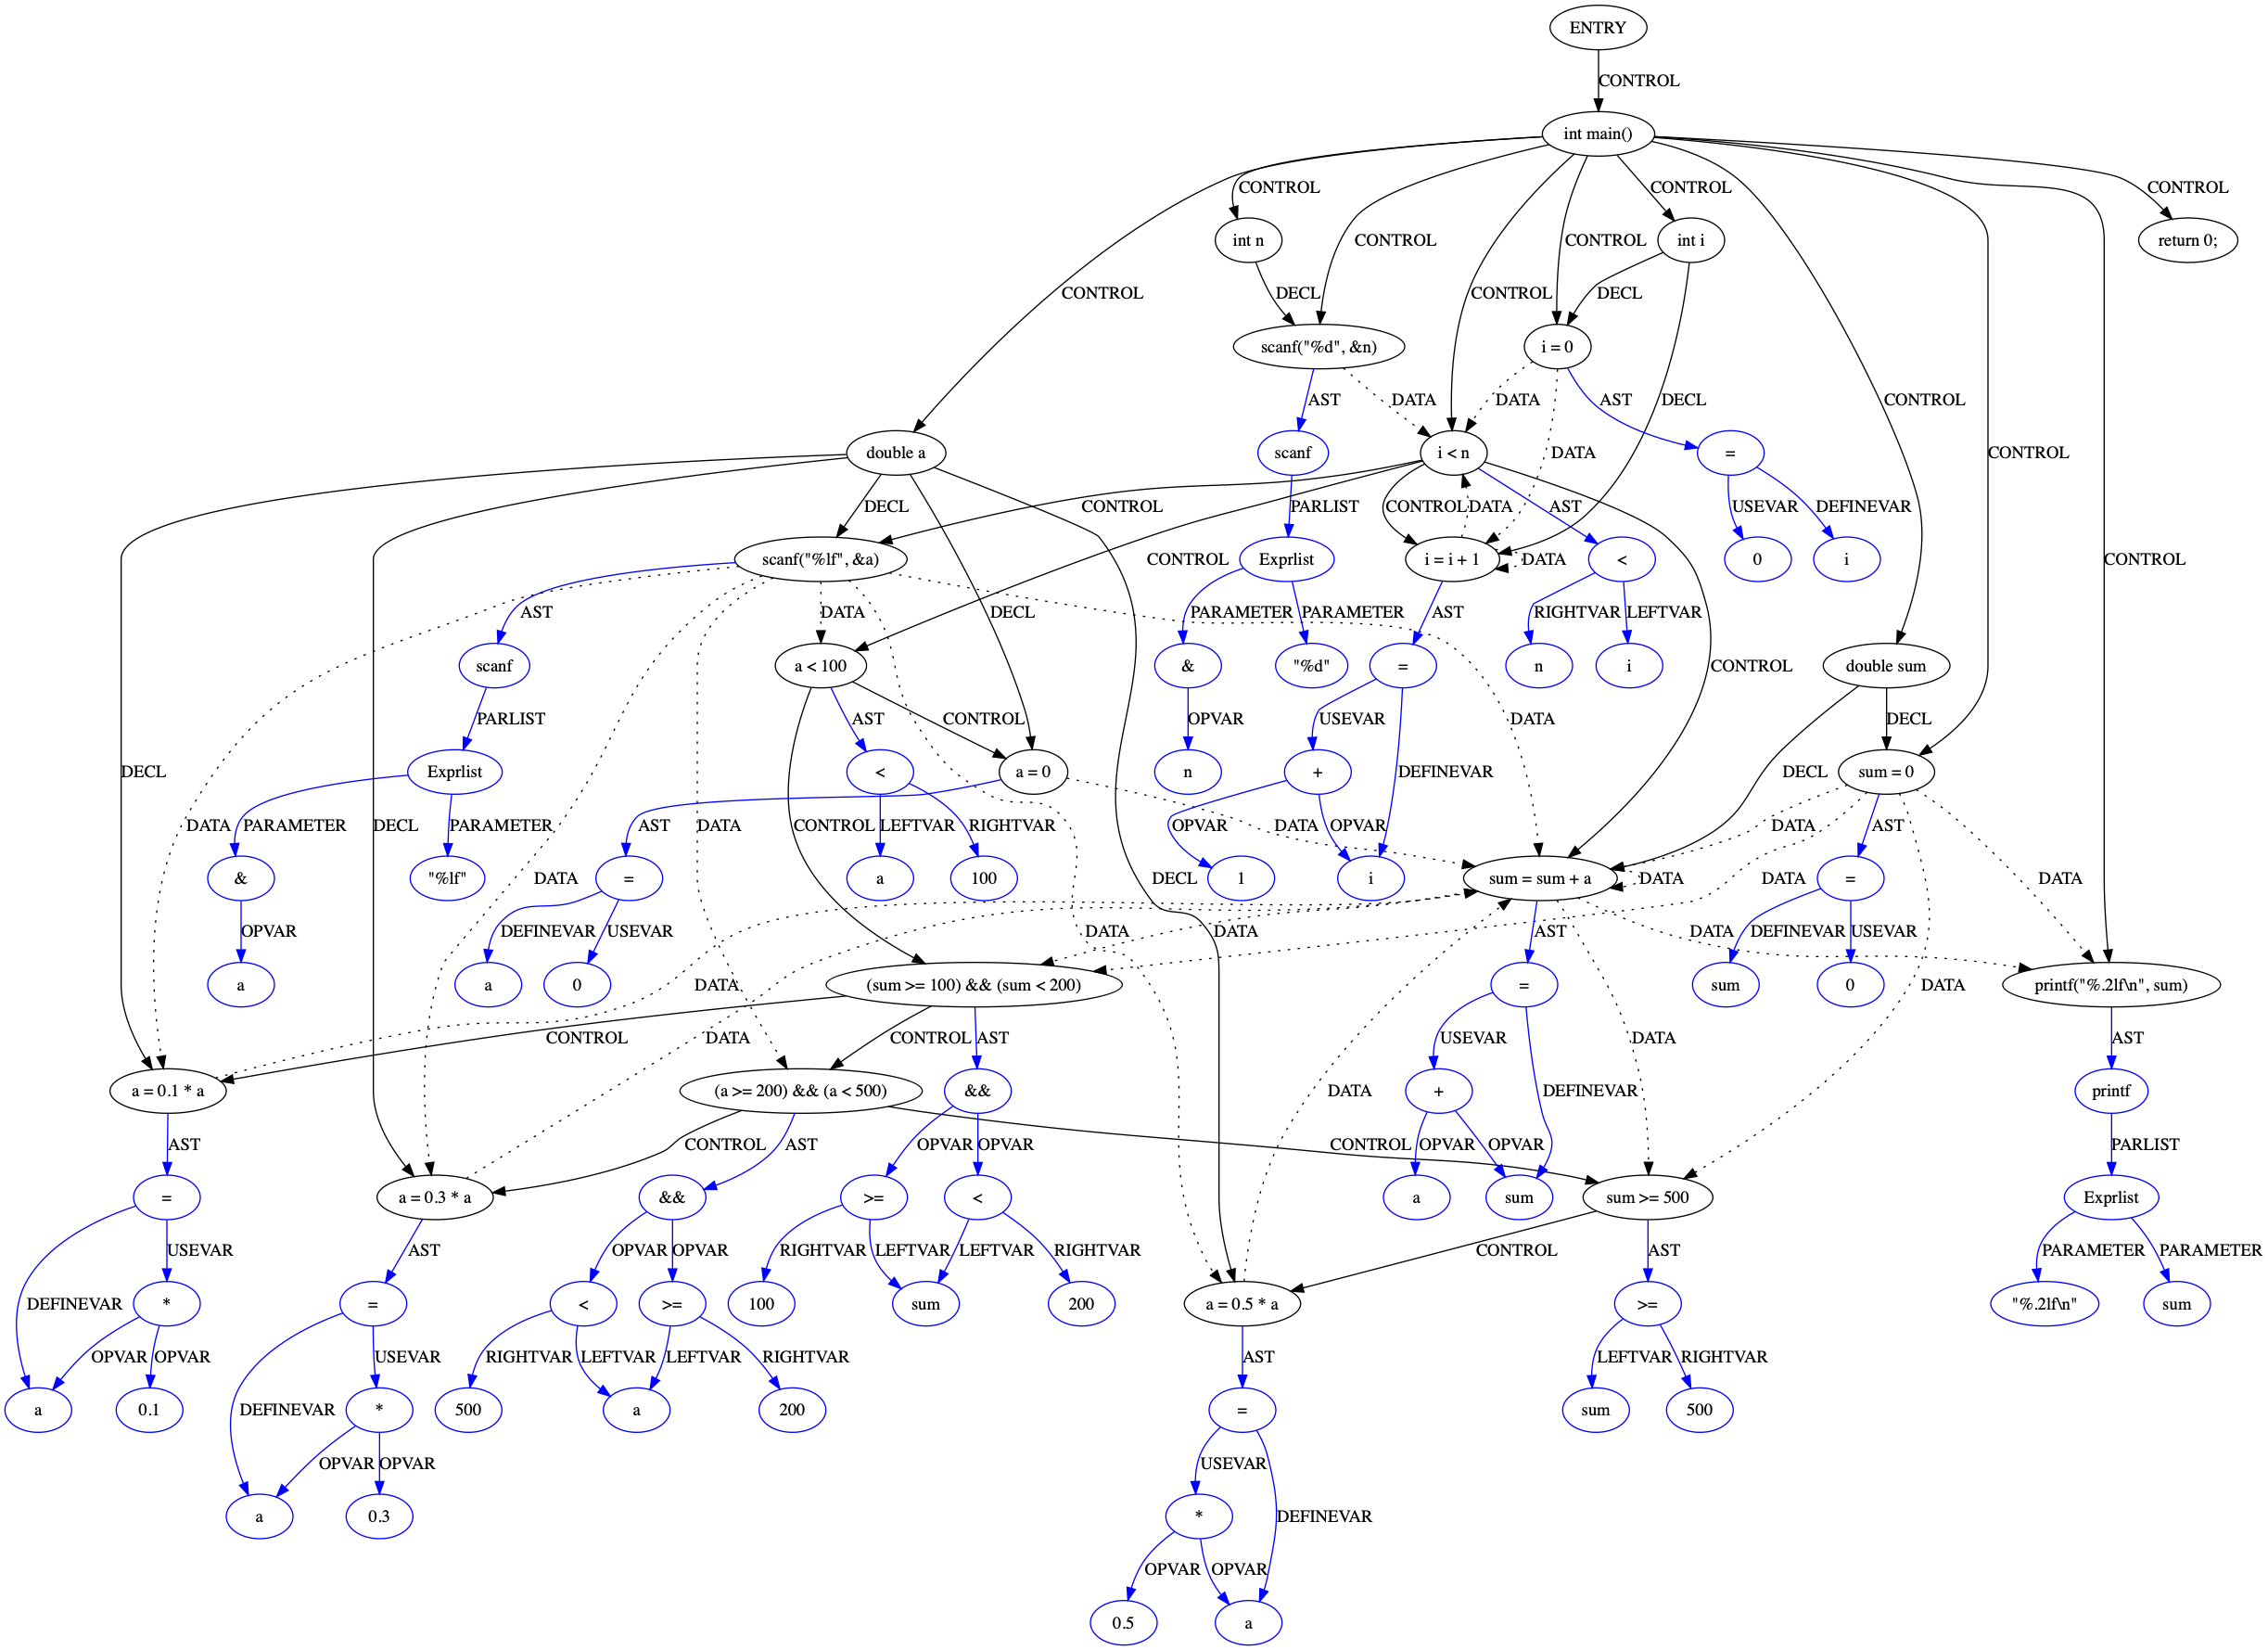 ENTRY
CONTROL
int main()
CONTROL
CONTROL
CONTROL
int n
CONTROL
CONTROL
int i
return 0;
CONTROL
DECL
CONTROL
DECL
scanf("%d", &n)
i = 0
AST
DATA
DATA
AST
DECL
CONTROL
double a
scanf
i < n
DATA
=
CONTROL
DECL
CONTROL
PARLIST
CONTROL
DATA
AST
USEVAR
DEFINEVAR
scanf("%lf", &a)
CONTROL
Exprlist
i = i + 1
DATA
<
0
i
CONTROL
AST
DATA
DECL
PARAMETER
PARAMETER
AST
RIGHTVAR
LEFTVAR
scanf
a < 100
&
"%d"
=
n
i
CONTROL
double sum
PARLIST
AST
CONTROL
OPVAR
USEVAR
DATA
DECL
DECL
Exprlist
<
a = 0
n
+
DEFINEVAR
DECL
sum = 0
DATA
PARAMETER
PARAMETER
DECL
AST
DATA
CONTROL
LEFTVAR
RIGHTVAR
DATA
OPVAR
OPVAR
DATA
AST
&
"%lf"
DATA
=
a
100
DECL
1
i
sum = sum + a
DATA
DATA
=
DATA
OPVAR
DEFINEVAR
USEVAR
DATA
DATA
AST
DATA
DEFINEVAR
USEVAR
a
a
0
DATA
(sum >= 100) && (sum < 200)
=
sum
0
DATA
printf("%.2lf\n", sum)
CONTROL
DATA
CONTROL
AST
USEVAR
DATA
AST
a = 0.1 * a
(a >= 200) && (a < 500)
&&
DATA
+
DEFINEVAR
printf
AST
CONTROL
AST
OPVAR
OPVAR
CONTROL
OPVAR
OPVAR
PARLIST
=
a = 0.3 * a
&&
>=
<
a
sum
sum >= 500
Exprlist
USEVAR
AST
OPVAR
OPVAR
RIGHTVAR
LEFTVAR
LEFTVAR
RIGHTVAR
CONTROL
AST
PARAMETER
PARAMETER
DEFINEVAR
*
=
<
>=
100
sum
200
a = 0.5 * a
>=
"%.2lf\n"
sum
OPVAR
OPVAR
USEVAR
RIGHTVAR
LEFTVAR
LEFTVAR
RIGHTVAR
AST
LEFTVAR
RIGHTVAR
a
0.1
DEFINEVAR
*
500
a
200
=
sum
500
OPVAR
OPVAR
USEVAR
a
0.3
*
DEFINEVAR
OPVAR
OPVAR
0.5
a